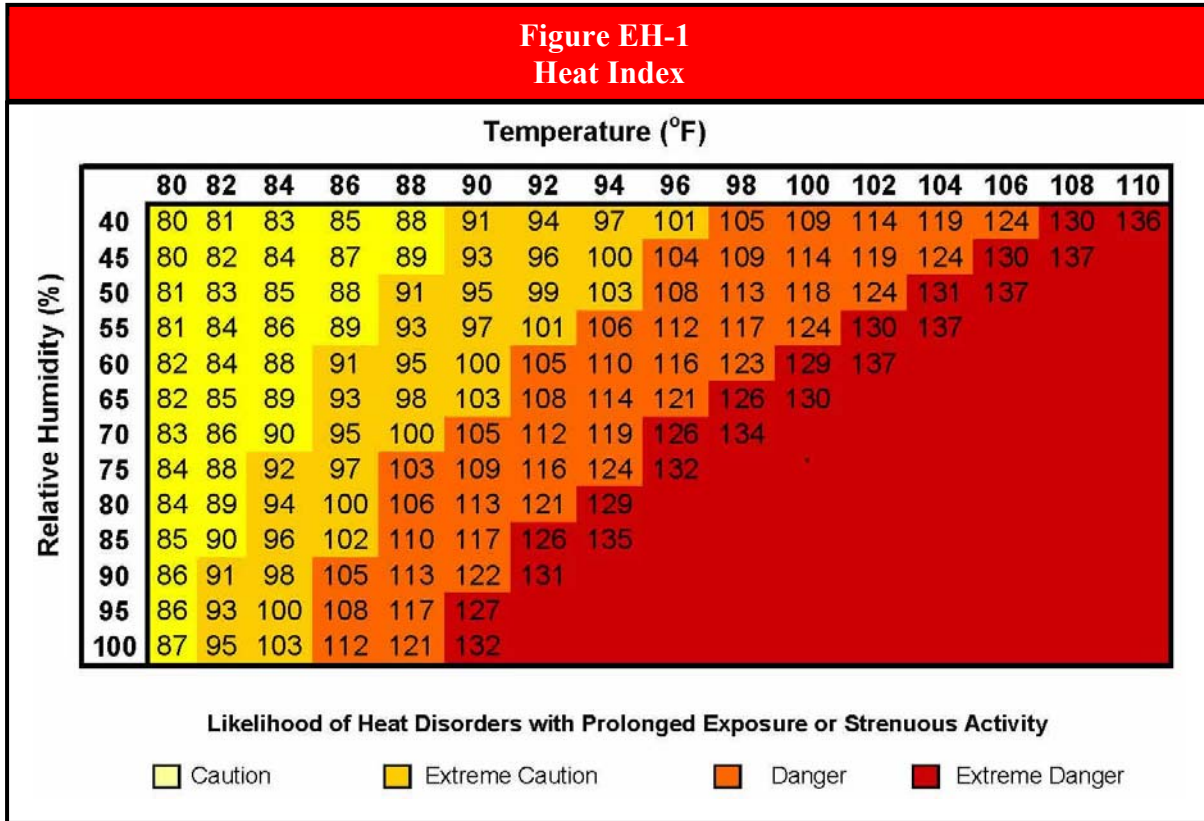 Figure EH-1
Heat Index
Temperature (°F)
80 82 84 86 88 90 92 94 96 98 100 102 104 106 108 110
Relative Humidity (%)
40 80 81 83 85 88 91 94 97 101 105 109 114 119 124 130 136
45 80 82 84 87 89 93 96 100 104 109 114 119 124 130 137
50 81 83 85 88 91 95 99 103 108 113 118 124 131 137
55 81 84 86 89 93 97 101 106 112 117 124 130 137
60 82 84 88 91 95 100 105 110 116 123 129 137
65 82 85 89 93 98 103 108 114 121 126 130
70 83 86 90 95 100 105 112 119 126 134
75 84 88 92 97 103 109 116 124 132
80 84 89 94 100 106 113 121 129
85 85 90 96 102 110 117 126 135
90 86 91 98 105 113 122 131
95 86 93 100 108 117 127
100 87 95 103 112 121 132
Likelihood of Heat Disorders with Prolonged Exposure or Strenuous Activity
Caution Extreme Caution Danger Extreme Danger